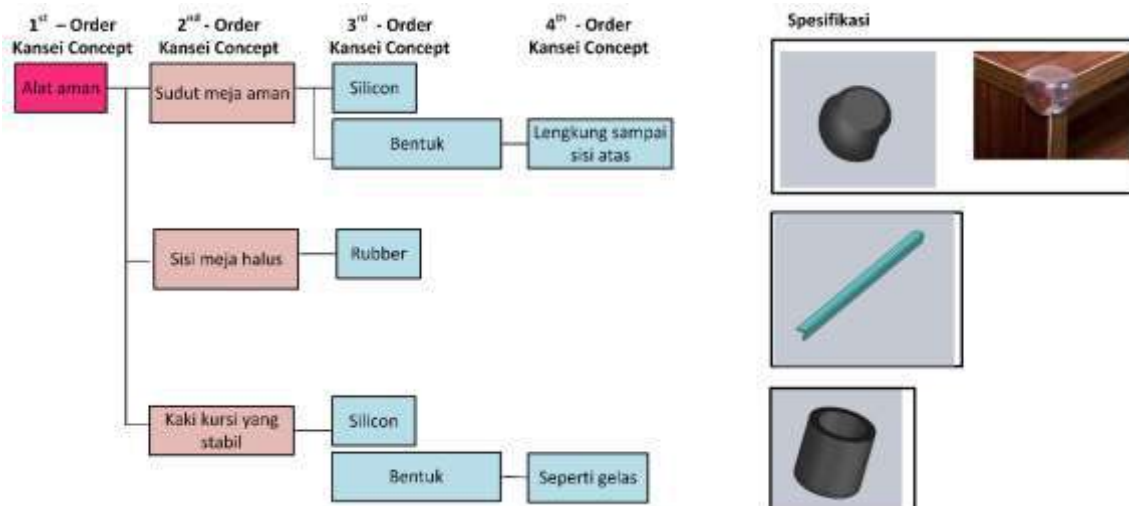 1st – Order
Kansei Concept
2nd - Order
Kansei Concept
3rd - Order
Kansei Concept
4th - Order
Kansei Concept
Spesifikasi
Alat aman
Sudut meja aman
Silicon
Bentuk
Lengkung sampai
sisi atas
Sisi meja halus
Rubber
Kaki kursi yang
stabil
Silicon
Bentuk
Seperti gelas